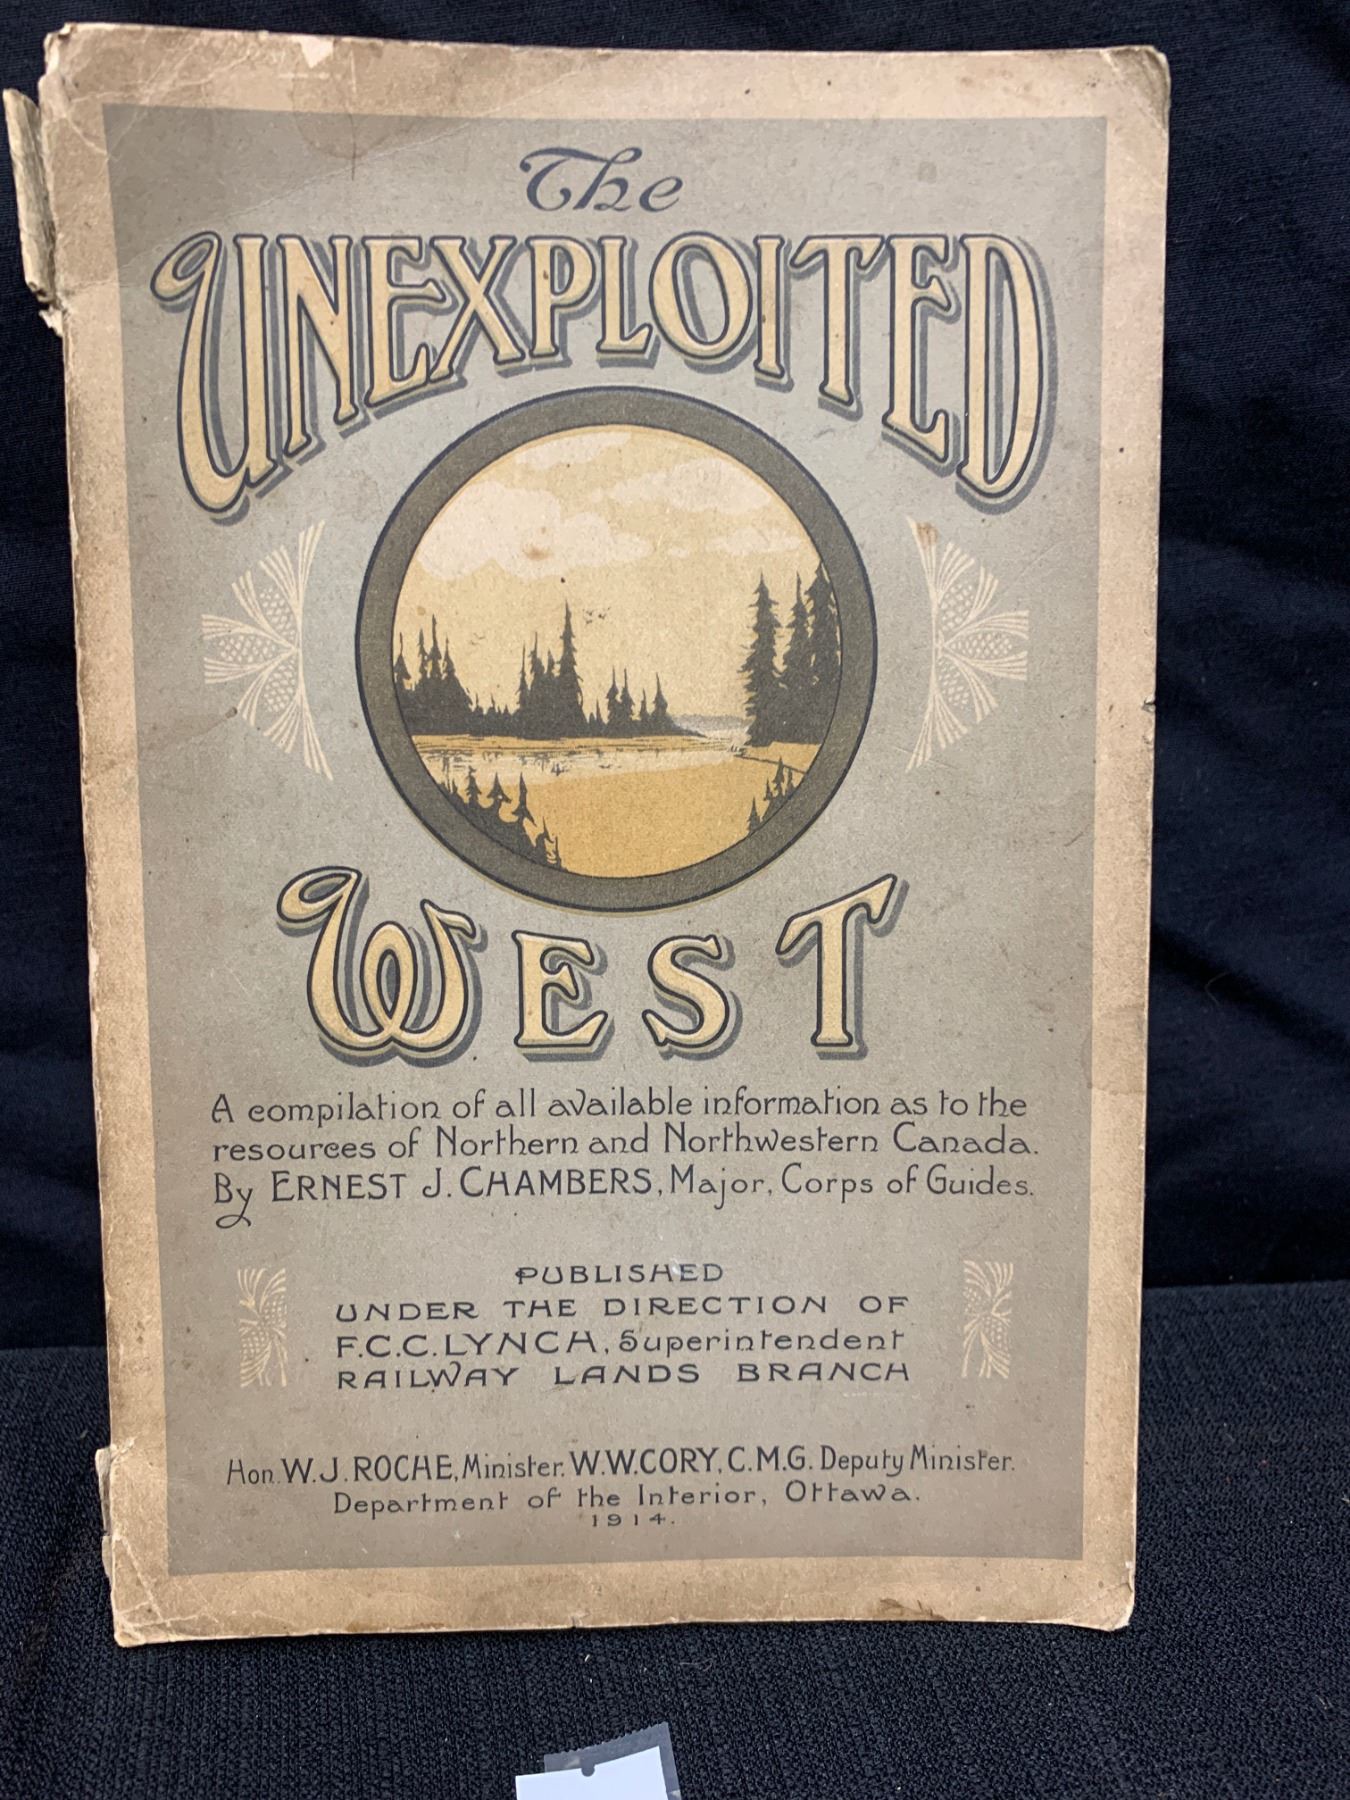 The
UNEXPLOITED
WEST
A compilation of all available information as to the
resources of Northern and Northwestern Canada.
By ERNEST J. CHAMBERS, Major, Corps of Guides.
PUBLISHED
UNDER THE DIRECTION OF
F.C.C. LYNCH, Superintendent
RAILWAY LANDS BRANCH
Hon. W. J. ROCHE, Minister. W. W. CORY, C. M. G. Deputy Minister.
Department of the Interior, Ottawa.
1914.